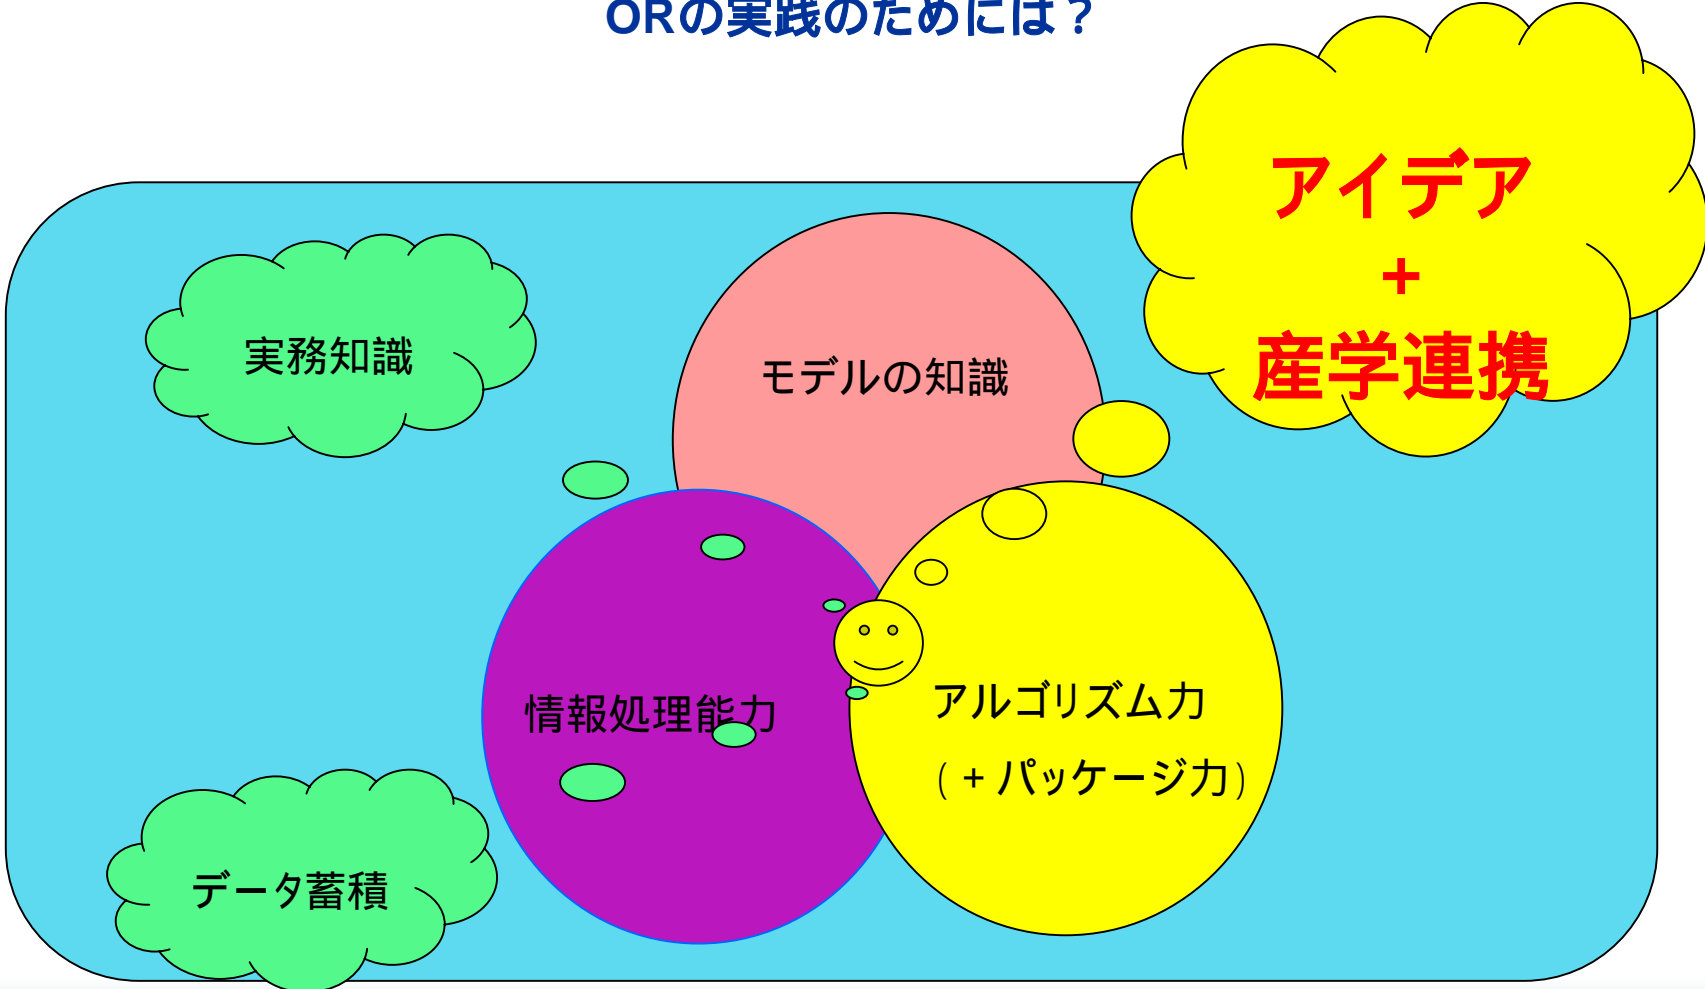 ORの実践のためには？
アイデア
+
産学連携
実務知識
モデルの知識
情報処理能力
アルゴリズム力
（+パッケージ力）
データ蓄積